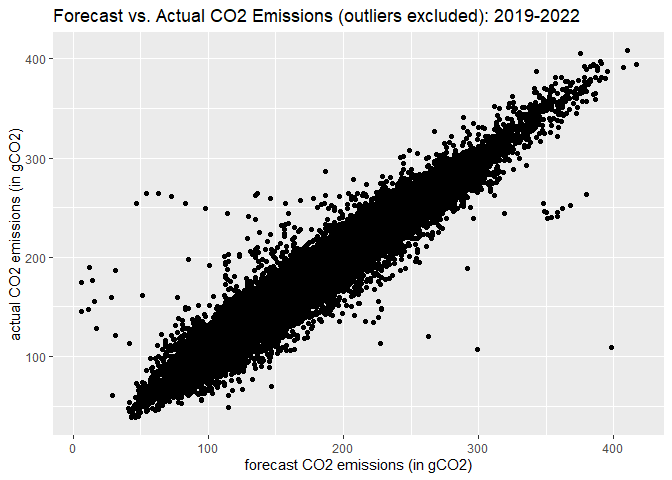 Forecast vs. Actual CO2 Emissions (outliers excluded): 2019-2022
actual CO2 emissions (in gCO2)
400
300
200
100
0 100 200 300 400
forecast CO2 emissions (in gCO2)